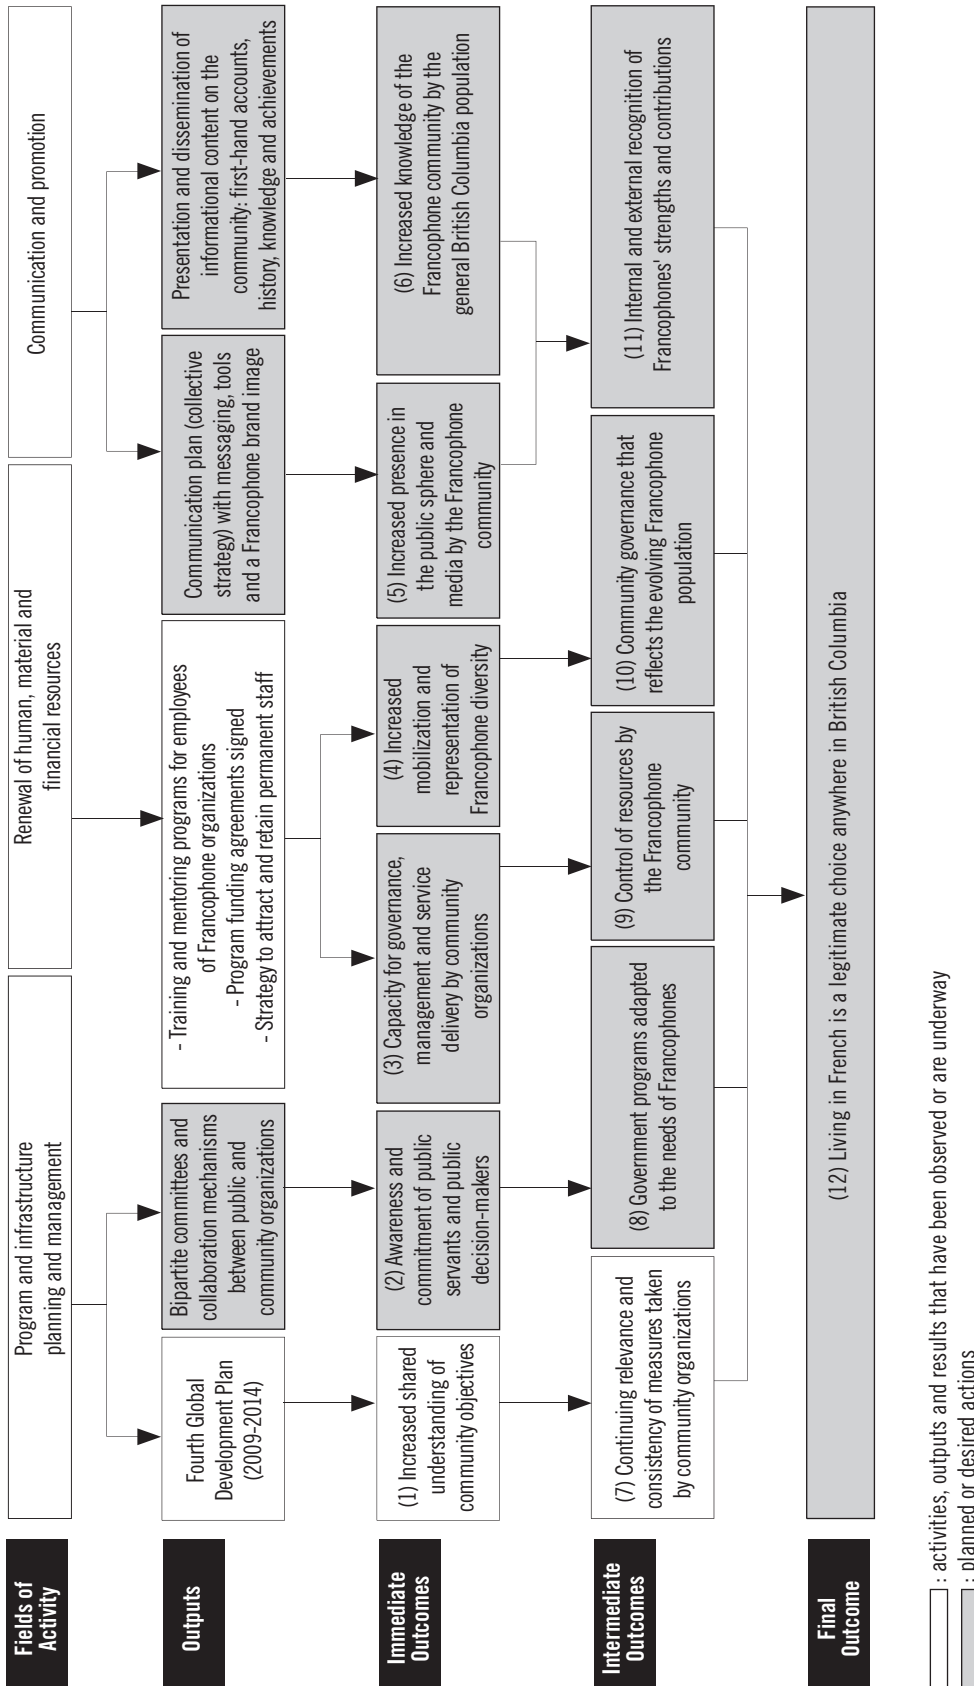 Fields of
Activity
Program and infrastructure
planning and management
Renewal of human, material and
financial resources
Communication and promotion
Outputs
Fourth Global
Development Plan
(2009-2014)
Bipartite committees and
collaboration mechanisms
between public and
community organizations
- Training and mentoring programs for employees
of Francophone organizations
- Program funding agreements signed
- Strategy to attract and retain permanent staff
Communication plan (collective
strategy) with messaging, tools
and a Francophone brand image
Presentation and dissemination of
informational content on the
community: first-hand accounts,
history, knowledge and achievements
Immediate
Outcomes
(1) Increased shared
understanding of
community objectives
(2) Awareness and
commitment of public
servants and public
decision-makers
(3) Capacity for governance,
management and service
delivery by community
organizations
(4) Increased
mobilization and
representation of
Francophone diversity
(5) Increased presence in
the public sphere and
media by the Francophone
community
(6) Increased knowledge of the
Francophone community by the
general British Columbia population
Intermediate
Outcomes
(7) Continuing relevance and
consistency of measures taken
by community organizations
(8) Government programs adapted
to the needs of Francophones
(9) Control of resources by
the Francophone
community
(10) Community governance that
reflects the evolving Francophone
population
(11) Internal and external recognition of
Francophones' strengths and contributions
Final
Outcome
(12) Living in French is a legitimate choice anywhere in British Columbia
: activities, outputs and results that have been observed or are underway
: planned or desired actions